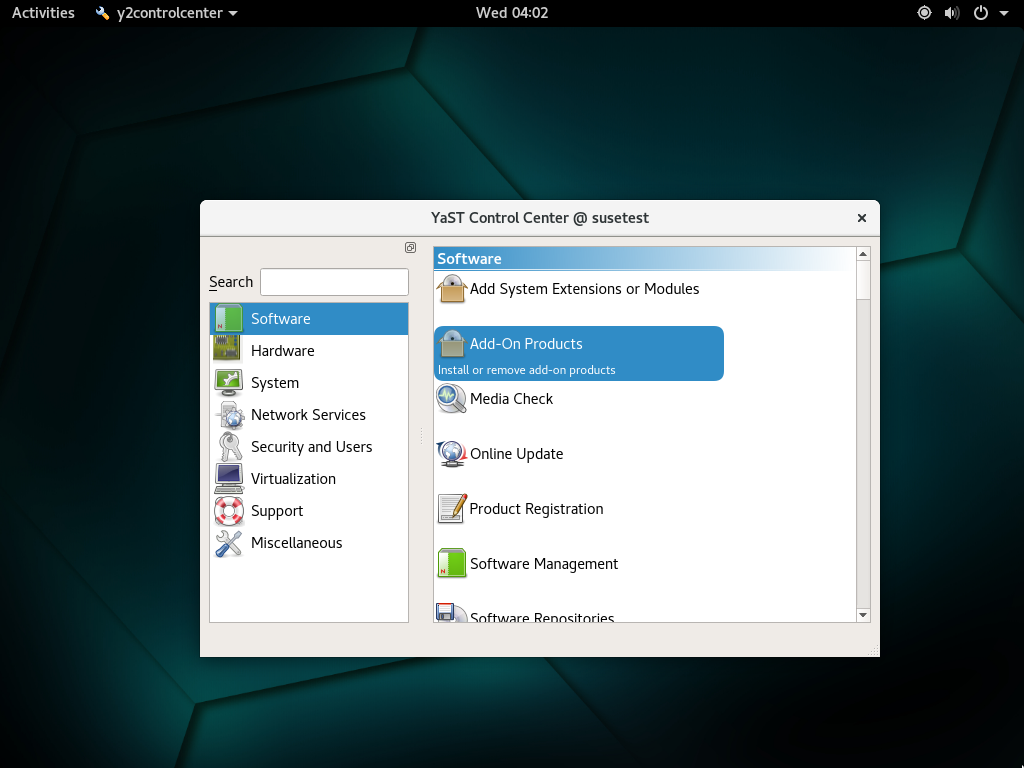 Activities y2controlcenter Wed 04:02
YaST Control Center @ susetest
Search
Software
Hardware
System
Network Services
Security and Users
Virtualization
Support
Miscellaneous
Software
Add System Extensions or Modules
Add-On Products
Install or remove add-on products
Media Check
Online Update
Product Registration
Software Management
Software Repositories